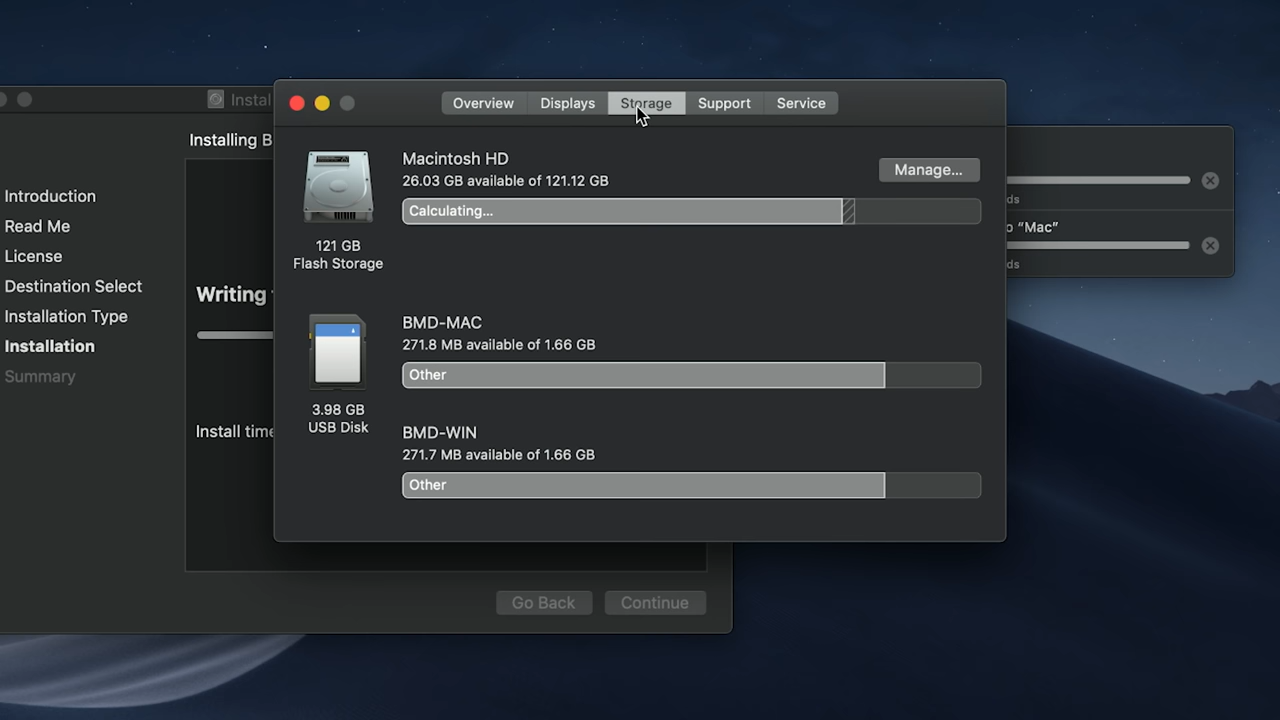 Overview
Displays
Storage
Support
Service
Macintosh HD
26.03 GB available of 121.12 GB
Manage...
Calculating...
121 GB
Flash Storage
BMD-MAC
271.8 MB available of 1.66 GB
Other
3.98 GB
USB Disk
BMD-WIN
271.7 MB available of 1.66 GB
Other
Instal
Installing B
Introduction
Read Me
License
Destination Select
Installation Type
Installation
Summary
Writing
Install time
Go Back
Continue
ds
o “Mac”
ds